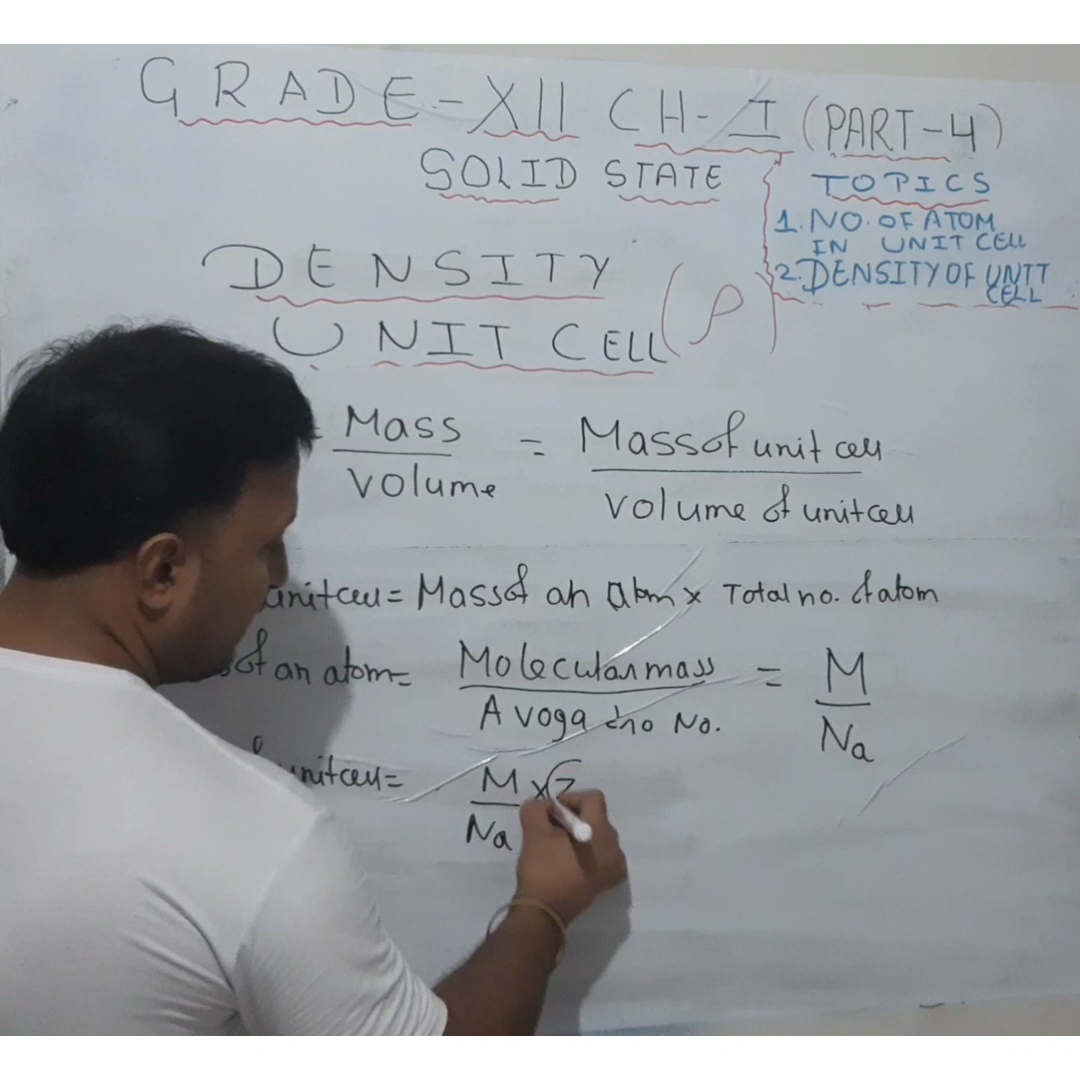 GRADE-XII CH-I (PART-4)
SOLID STATE
TOPICS
1. NO. OF ATOM
IN UNIT CELL
2. DENSITY OF UNIT
CELL
DENSITY
UNIT CELL (ρ)
= Mass = Mass of unit cell
Volume Volume of unit cell
unit cell = Mass of an atom × Total no. of atom
of an atom = Molecular mass = M
Avogadro No. Na
unit cell = M × Z
Na